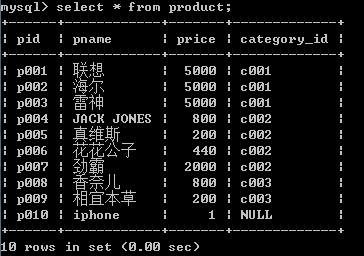 mysql> select * from product;
+------+------------+-------+-------------+
| pid | pname | price | category_id |
+------+------------+-------+-------------+
| p001 | 联想 | 5000 | c001 |
| p002 | 海尔 | 5000 | c001 |
| p003 | 雷神 | 5000 | c001 |
| p004 | JACK JONES | 800 | c002 |
| p005 | 真维斯 | 200 | c002 |
| p006 | 花花公子 | 440 | c002 |
| p007 | 劲霸 | 2000 | c002 |
| p008 | 香奈儿 | 800 | c003 |
| p009 | 相宜本草 | 200 | c003 |
| p010 | iphone | 1 | NULL |
+------+------------+-------+-------------+
10 rows in set (0.00 sec)